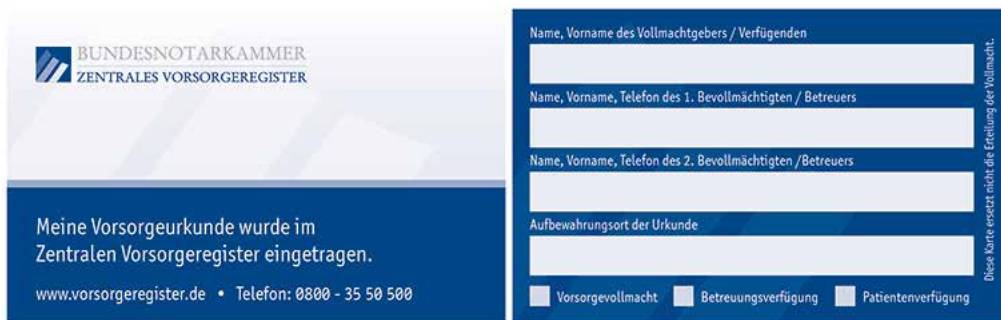 BUNDESNOTARKAMMER
ZENTRALES VORSORGEREGISTER
Meine Vorsorgeurkunde wurde im
Zentralen Vorsorgeregister eingetragen.
www.vorsorgeregister.de • Telefon: 0800 - 35 50 500
Name, Vorname des Vollmachtgebers / Verfügenden
Name, Vorname, Telefon des 1. Bevollmächtigten / Betreuers
Name, Vorname, Telefon des 2. Bevollmächtigten /Betreuers
Aufbewahrungsort der Urkunde
Vorsorgevollmacht Betreuungsverfügung Patientenverfügung
Diese Karte ersetzt nicht die Erteilung der Vollmacht.